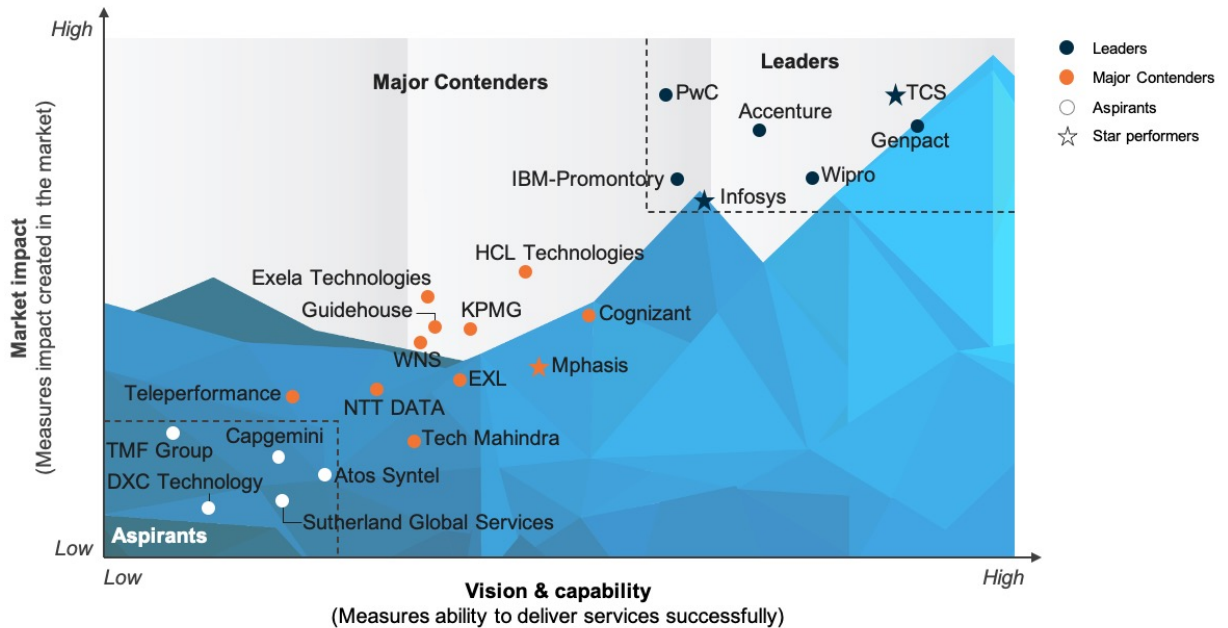 High
Major Contenders
Leaders
PwC
TCS
Accenture
Genpact
IBM-Promontory
Wipro
Infosys
HCL Technologies
Exela Technologies
Guidehouse
KPMG
Cognizant
WNS
Mphasis
EXL
Teleperformance
NTT DATA
Capgemini
Tech Mahindra
TMF Group
DXC Technology
Atos Syntel
Sutherland Global Services
Aspirants
Low
Market impact
(Measures impact created in the market)
Low
High
Vision & capability
(Measures ability to deliver services successfully)
Leaders
Major Contenders
Aspirants
Star performers